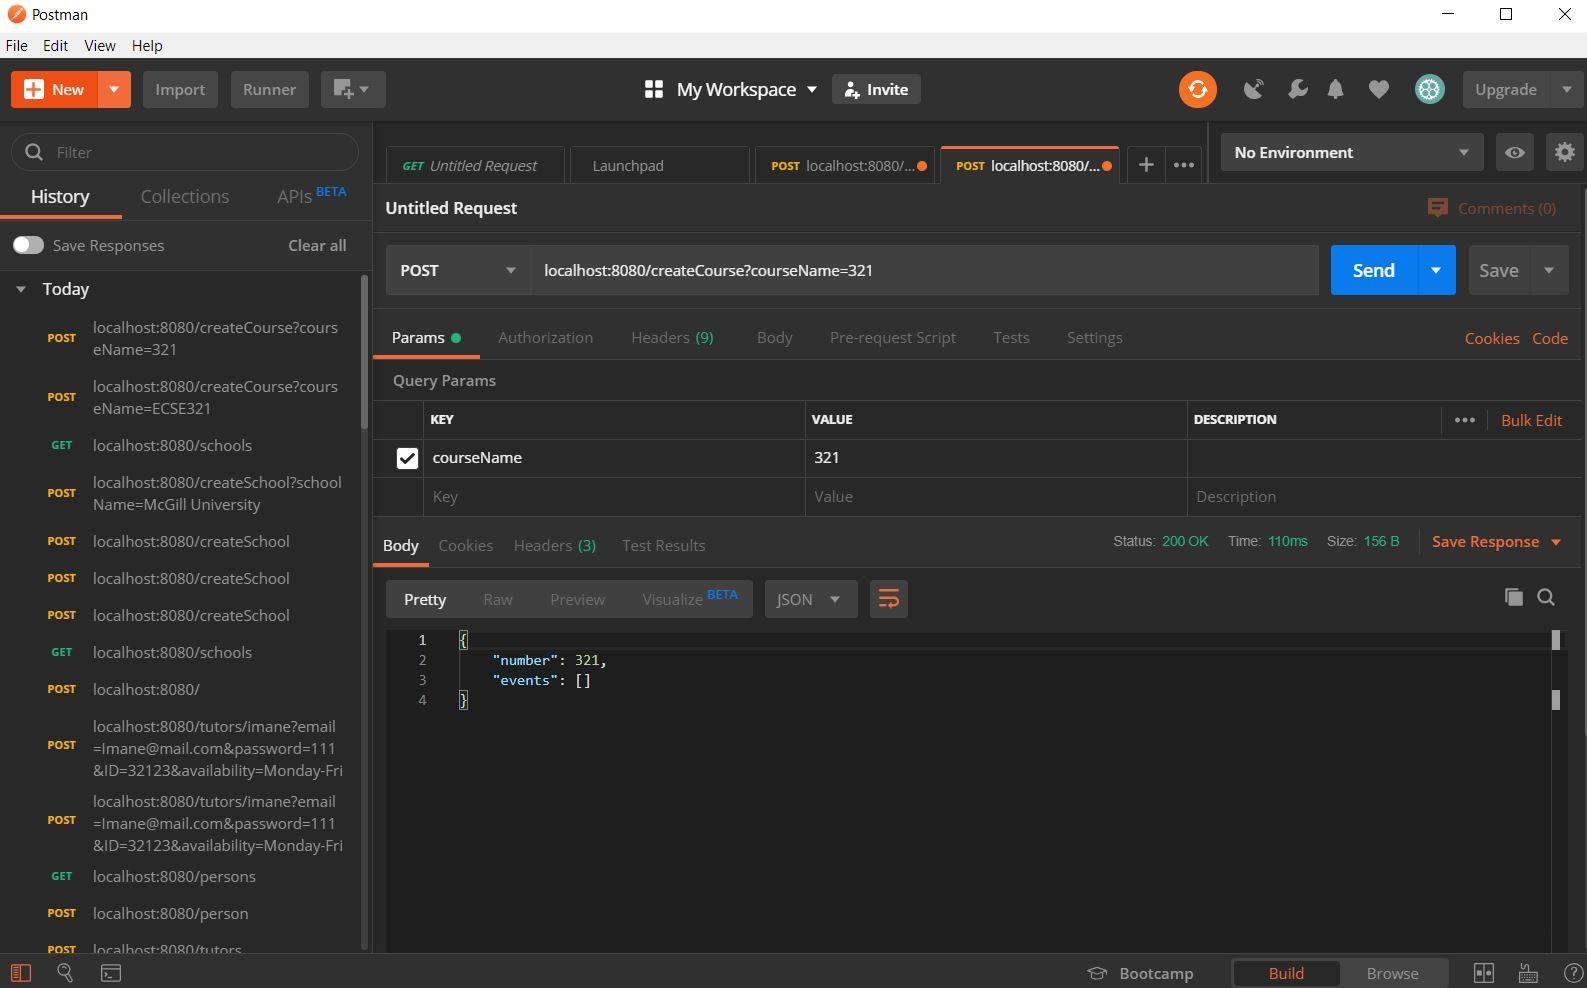 Postman
File Edit View Help
New Import Runner My Workspace Invite Upgrade
Filter
History Collections APIs BETA
Save Responses Clear all
Today
POST localhost:8080/createCourse?cours
eName=321
POST localhost:8080/createCourse?cours
eName=ECSE321
GET localhost:8080/schools
POST localhost:8080/createSchool?school
Name=McGill University
POST localhost:8080/createSchool
POST localhost:8080/createSchool
POST localhost:8080/createSchool
GET localhost:8080/schools
POST localhost:8080/
POST localhost:8080/tutors/imane?email
=Imane@mail.com&password=111
&ID=32123&availability=Monday-Fri
POST localhost:8080/tutors/imane?email
=Imane@mail.com&password=111
&ID=32123&availability=Monday-Fri
GET localhost:8080/persons
POST localhost:8080/person
POST localhost:8080/tutors
GET Untitled Request Launchpad POST localhost:8080/... POST localhost:8080/... + ••• No Environment
Untitled Request Comments (0)
POST localhost:8080/createCourse?courseName=321 Send Save
Params Authorization Headers (9) Body Pre-request Script Tests Settings Cookies Code
Query Params
KEY VALUE DESCRIPTION ••• Bulk Edit
courseName 321
Key Value Description
Body Cookies Headers (3) Test Results Status: 200 OK Time: 110ms Size: 156 B Save Response
Pretty Raw Preview Visualize BETA JSON
1 {
2 "number": 321,
3 "events": []
4 }
Bootcamp Build Browse ?